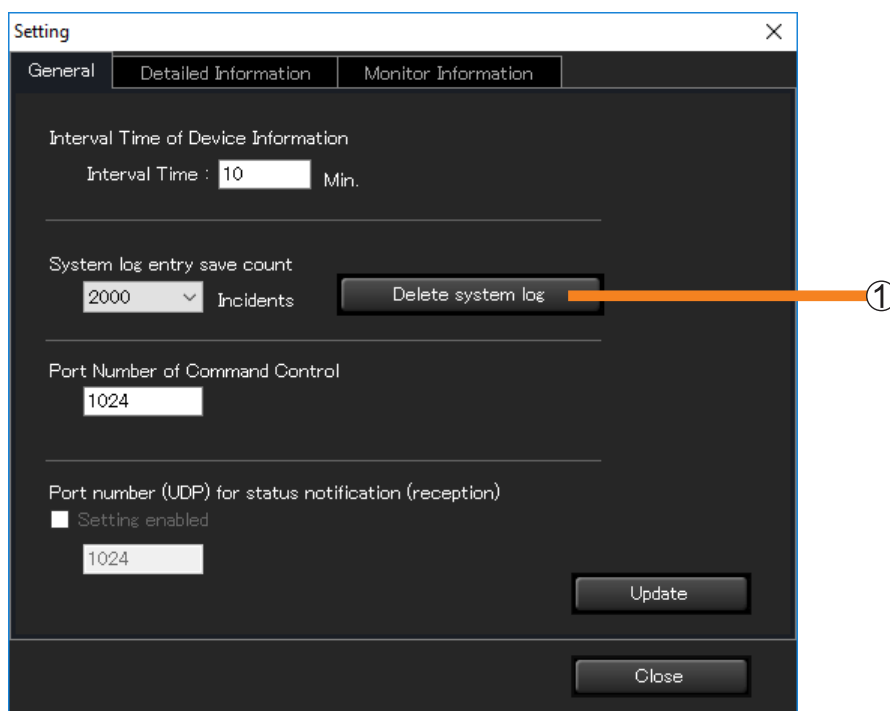 Setting
General Detailed Information Monitor Information
Interval Time of Device Information
Interval Time : 10 Min.
System log entry save count
2000 Incidents Delete system log ①
Port Number of Command Control
1024
Port number (UDP) for status notification (reception)
Setting enabled
1024
Update
Close